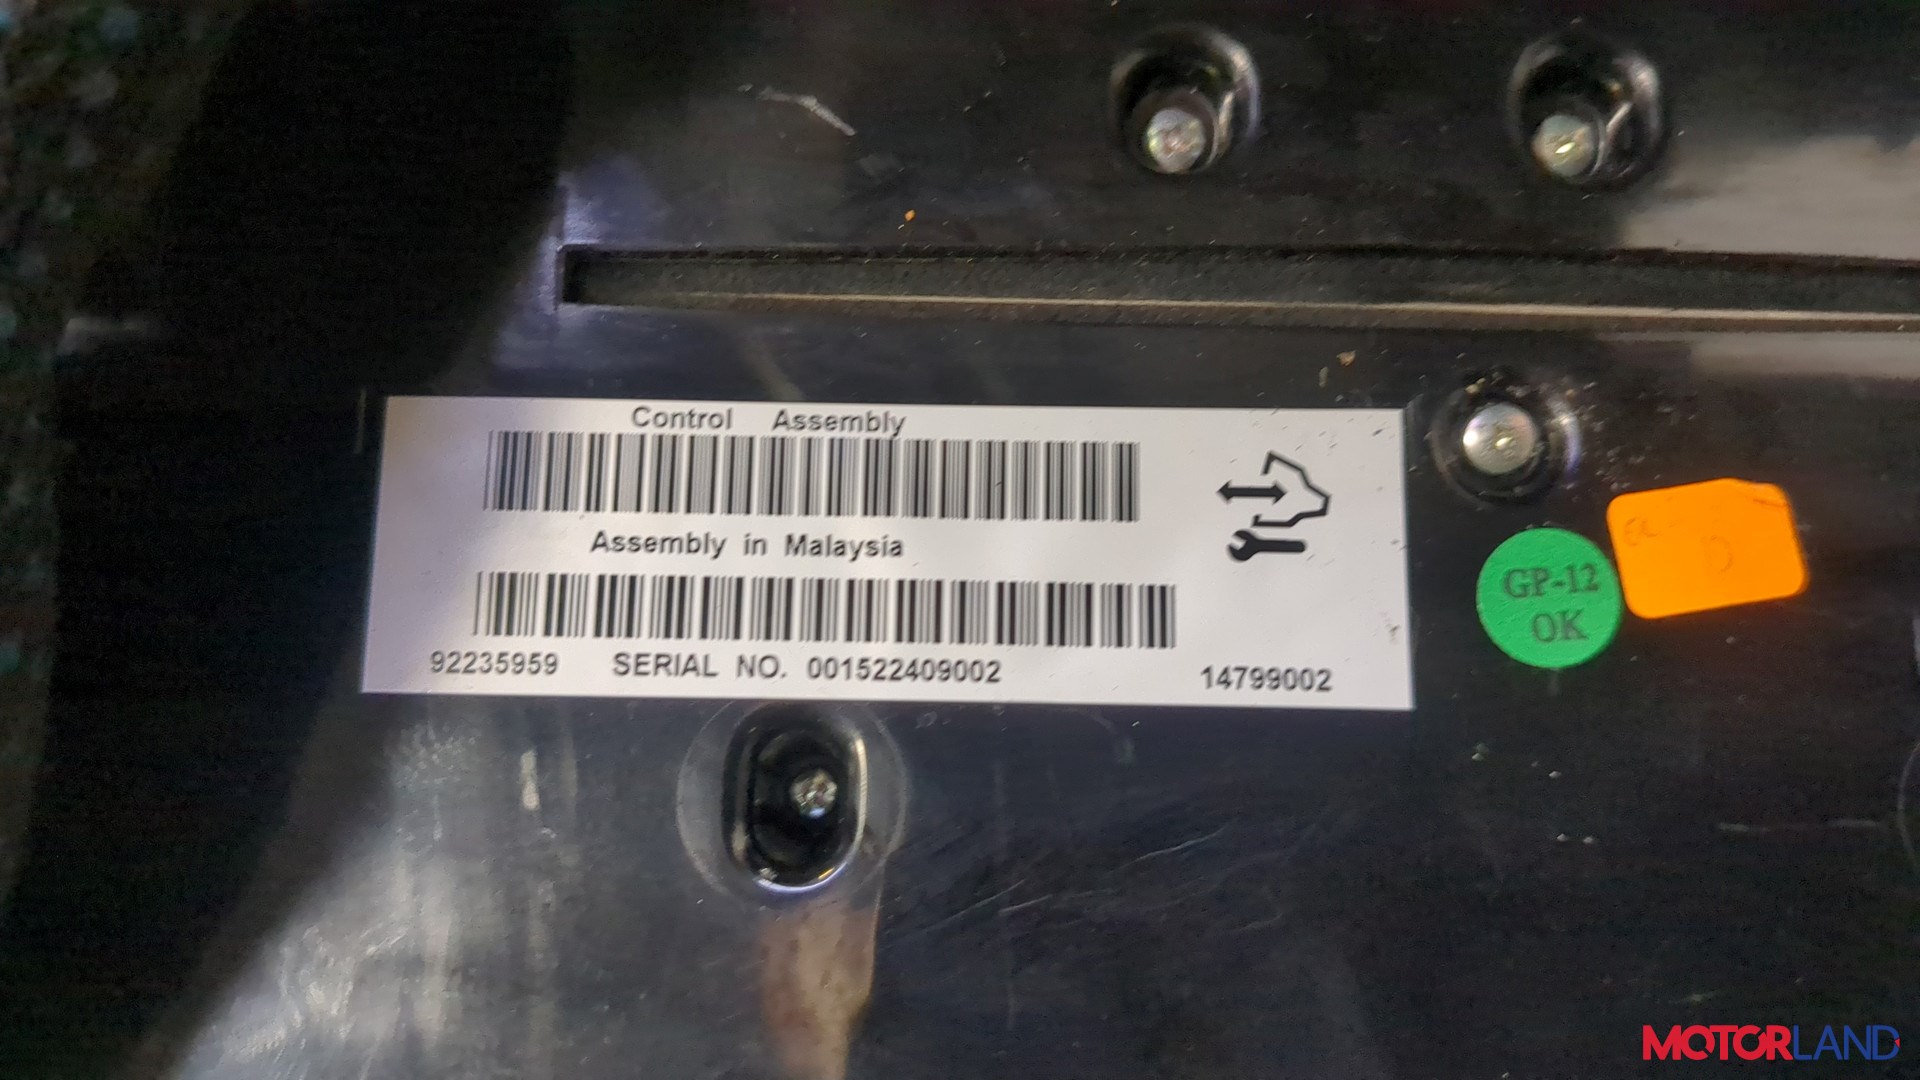 Control Assembly
Assembly in Malaysia
92235959 SERIAL NO. 001522409002 14799002
GP-12
OK
MOTORLAND